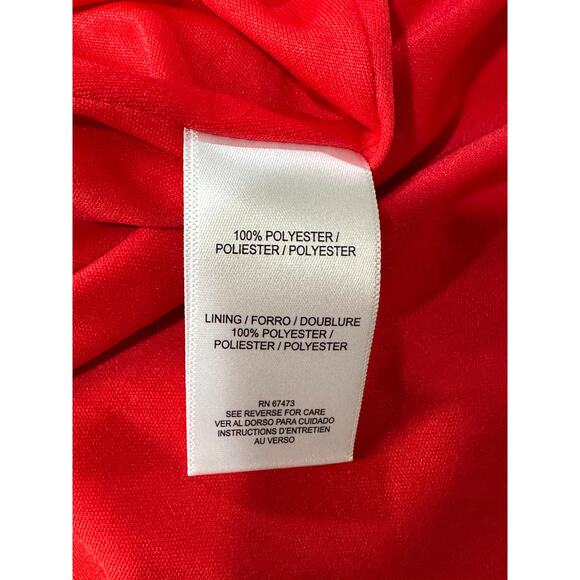 100% POLYESTER /
POLIESTER / POLYESTER
LINING / FORRO / DOUBLURE
100% POLYESTER /
POLIESTER / POLYESTER
RN 67473
SEE REVERSE FOR CARE
VER AL DORSO PARA CUIDADO
INSTRUCTIONS D'ENTRETIEN
AU VERSO